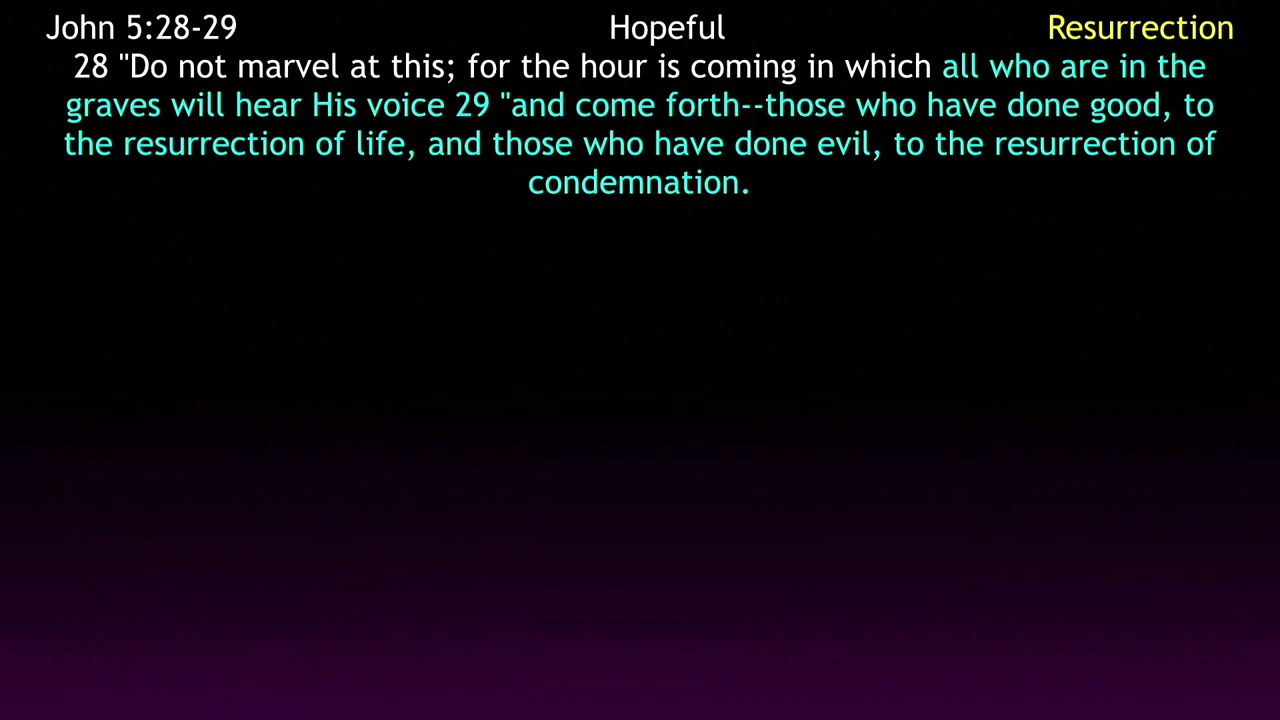 John 5:28-29 Hopeful Resurrection
28 "Do not marvel at this; for the hour is coming in which all who are in the
graves will hear His voice 29 "and come forth--those who have done good, to
the resurrection of life, and those who have done evil, to the resurrection of
condemnation.